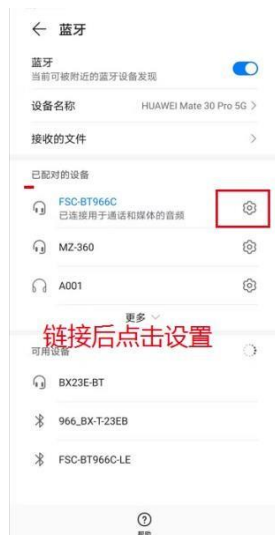 蓝牙
蓝牙
当前可被附近的蓝牙设备发现
设备名称 HUAWEI Mate 30 Pro 5G
接收的文件
已配对的设备
FSC-BT966C
已连接用于通话和媒体的音频
MZ-360
A001
更多
链接后点击设置
可用设备
BX23E-BT
966_BX-T-23EB
FSC-BT966C-LE
帮助